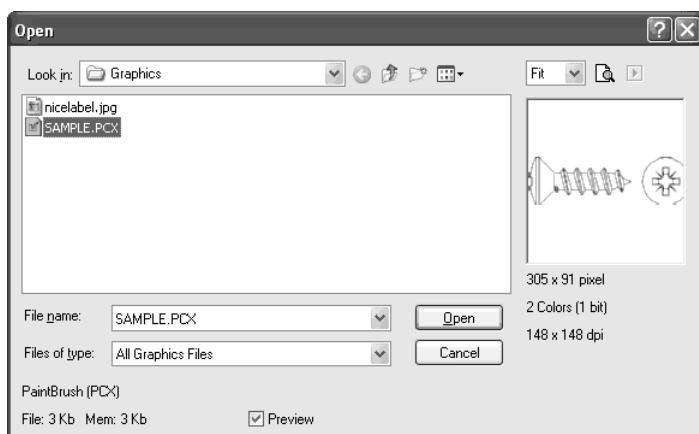 Open
Look in: Graphics
Fit
nicelabel.jpg
SAMPLE.PCX
305 x 91 pixel
2 Colors (1 bit)
148 x 148 dpi
File name: SAMPLE.PCX Open
Files of type: All Graphics Files Cancel
PaintBrush (PCX)
File: 3 Kb Mem: 3 Kb Preview